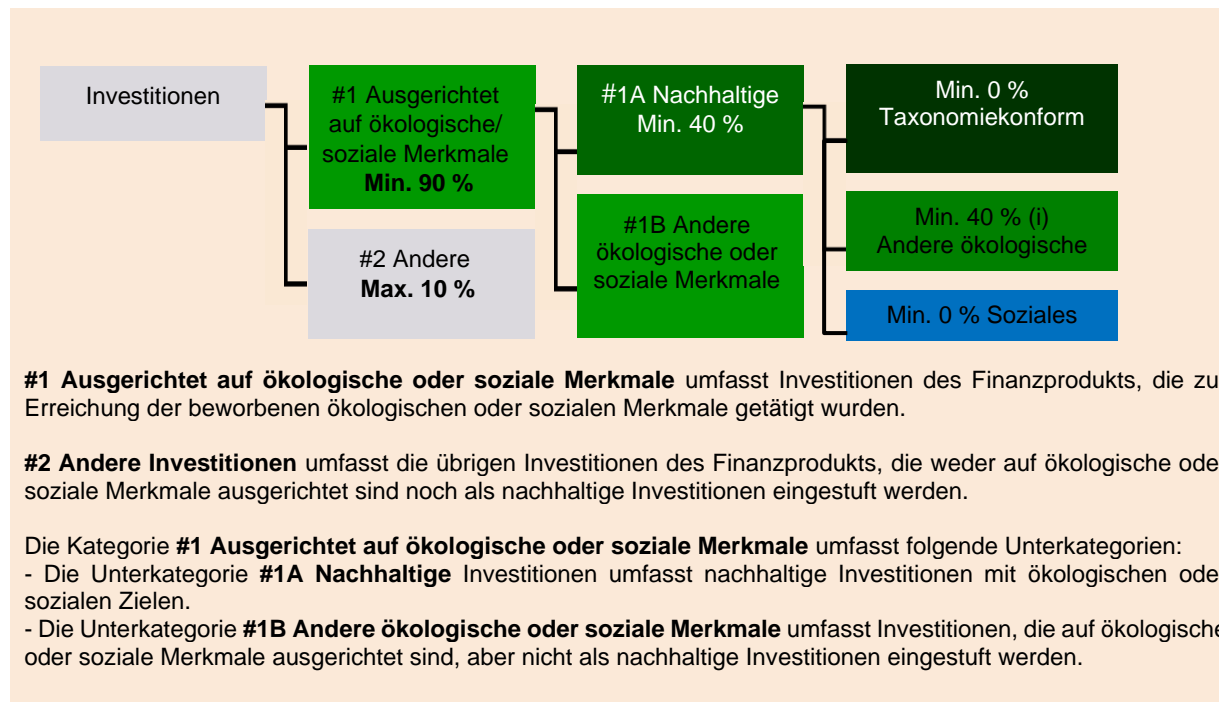 Investitionen
#1 Ausgerichtet
auf ökologische/
soziale Merkmale
Min. 90 %
#2 Andere
Max. 10 %
#1A Nachhaltige
Min. 40 %
#1B Andere
ökologische oder
soziale Merkmale
Min. 0 %
Taxonomiekonform
Min. 40 % (i)
Andere ökologische
Min. 0 % Soziales
#1 Ausgerichtet auf ökologische oder soziale Merkmale umfasst Investitionen des Finanzprodukts, die zu
Erreichung der beworbenen ökologischen oder sozialen Merkmale getätigt wurden.
#2 Andere Investitionen umfasst die übrigen Investitionen des Finanzprodukts, die weder auf ökologische ode
soziale Merkmale ausgerichtet sind noch als nachhaltige Investitionen eingestuft werden.
Die Kategorie #1 Ausgerichtet auf ökologische oder soziale Merkmale umfasst folgende Unterkategorien:
- Die Unterkategorie #1A Nachhaltige Investitionen umfasst nachhaltige Investitionen mit ökologischen ode
sozialen Zielen.
- Die Unterkategorie #1B Andere ökologische oder soziale Merkmale umfasst Investitionen, die auf ökologische
oder soziale Merkmale ausgerichtet sind, aber nicht als nachhaltige Investitionen eingestuft werden.